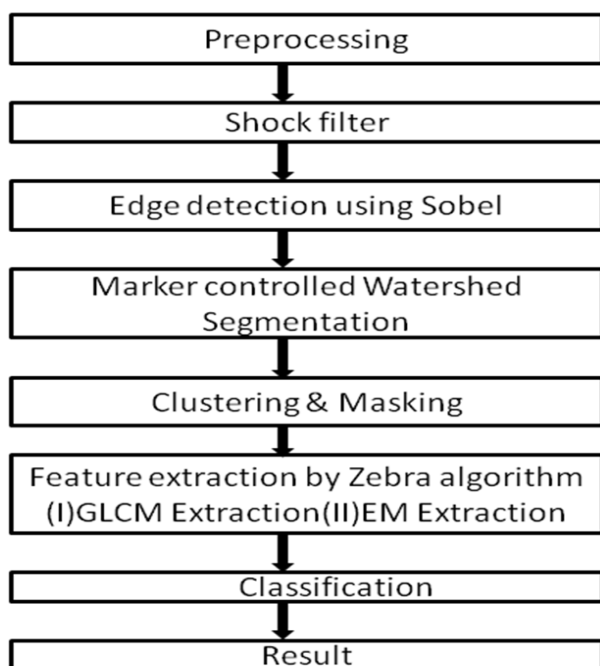 Preprocessing
Shock filter
Edge detection using Sobel
Marker controlled Watershed
Segmentation
Clustering & Masking
Feature extraction by Zebra algorithm
(I)GLCM Extraction(II)EM Extraction
Classification
Result